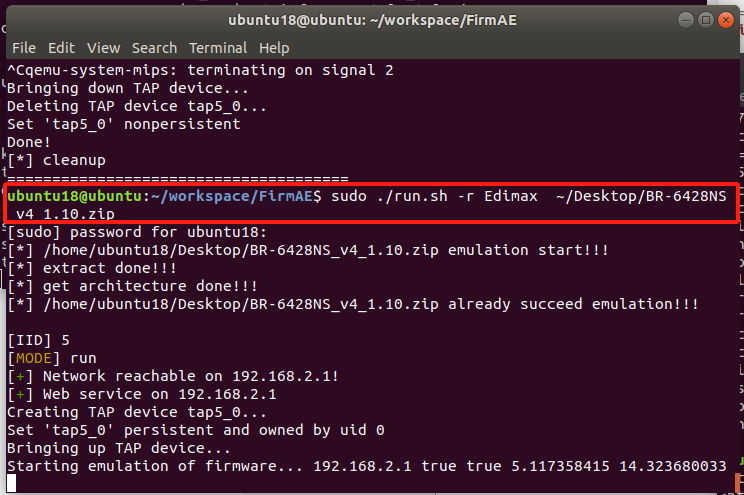 ubuntu18@ubuntu: ~/workspace/FirmAE
File Edit View Search Terminal Help
^Cqemu-system-mips: terminating on signal 2
Bringing down TAP device...
Deleting TAP device tap5_0...
Set 'tap5_0' nonpersistent
Done!
[*] cleanup
======================================
ubuntu18@ubuntu:~/workspace/FirmAE$ sudo ./run.sh -r Edimax  ~/Desktop/BR-6428NS
_v4_1.10.zip
[sudo] password for ubuntu18:
[*] /home/ubuntu18/Desktop/BR-6428NS_v4_1.10.zip emulation start!!!
[*] extract done!!!
[*] get architecture done!!!
[*] /home/ubuntu18/Desktop/BR-6428NS_v4_1.10.zip already succeed emulation!!!
[IID] 5
[MODE] run
[+] Network reachable on 192.168.2.1!
[+] Web service on 192.168.2.1
Creating TAP device tap5_0...
Set 'tap5_0' persistent and owned by uid 0
Bringing up TAP device...
Starting emulation of firmware... 192.168.2.1 true true 5.117358415 14.323680033